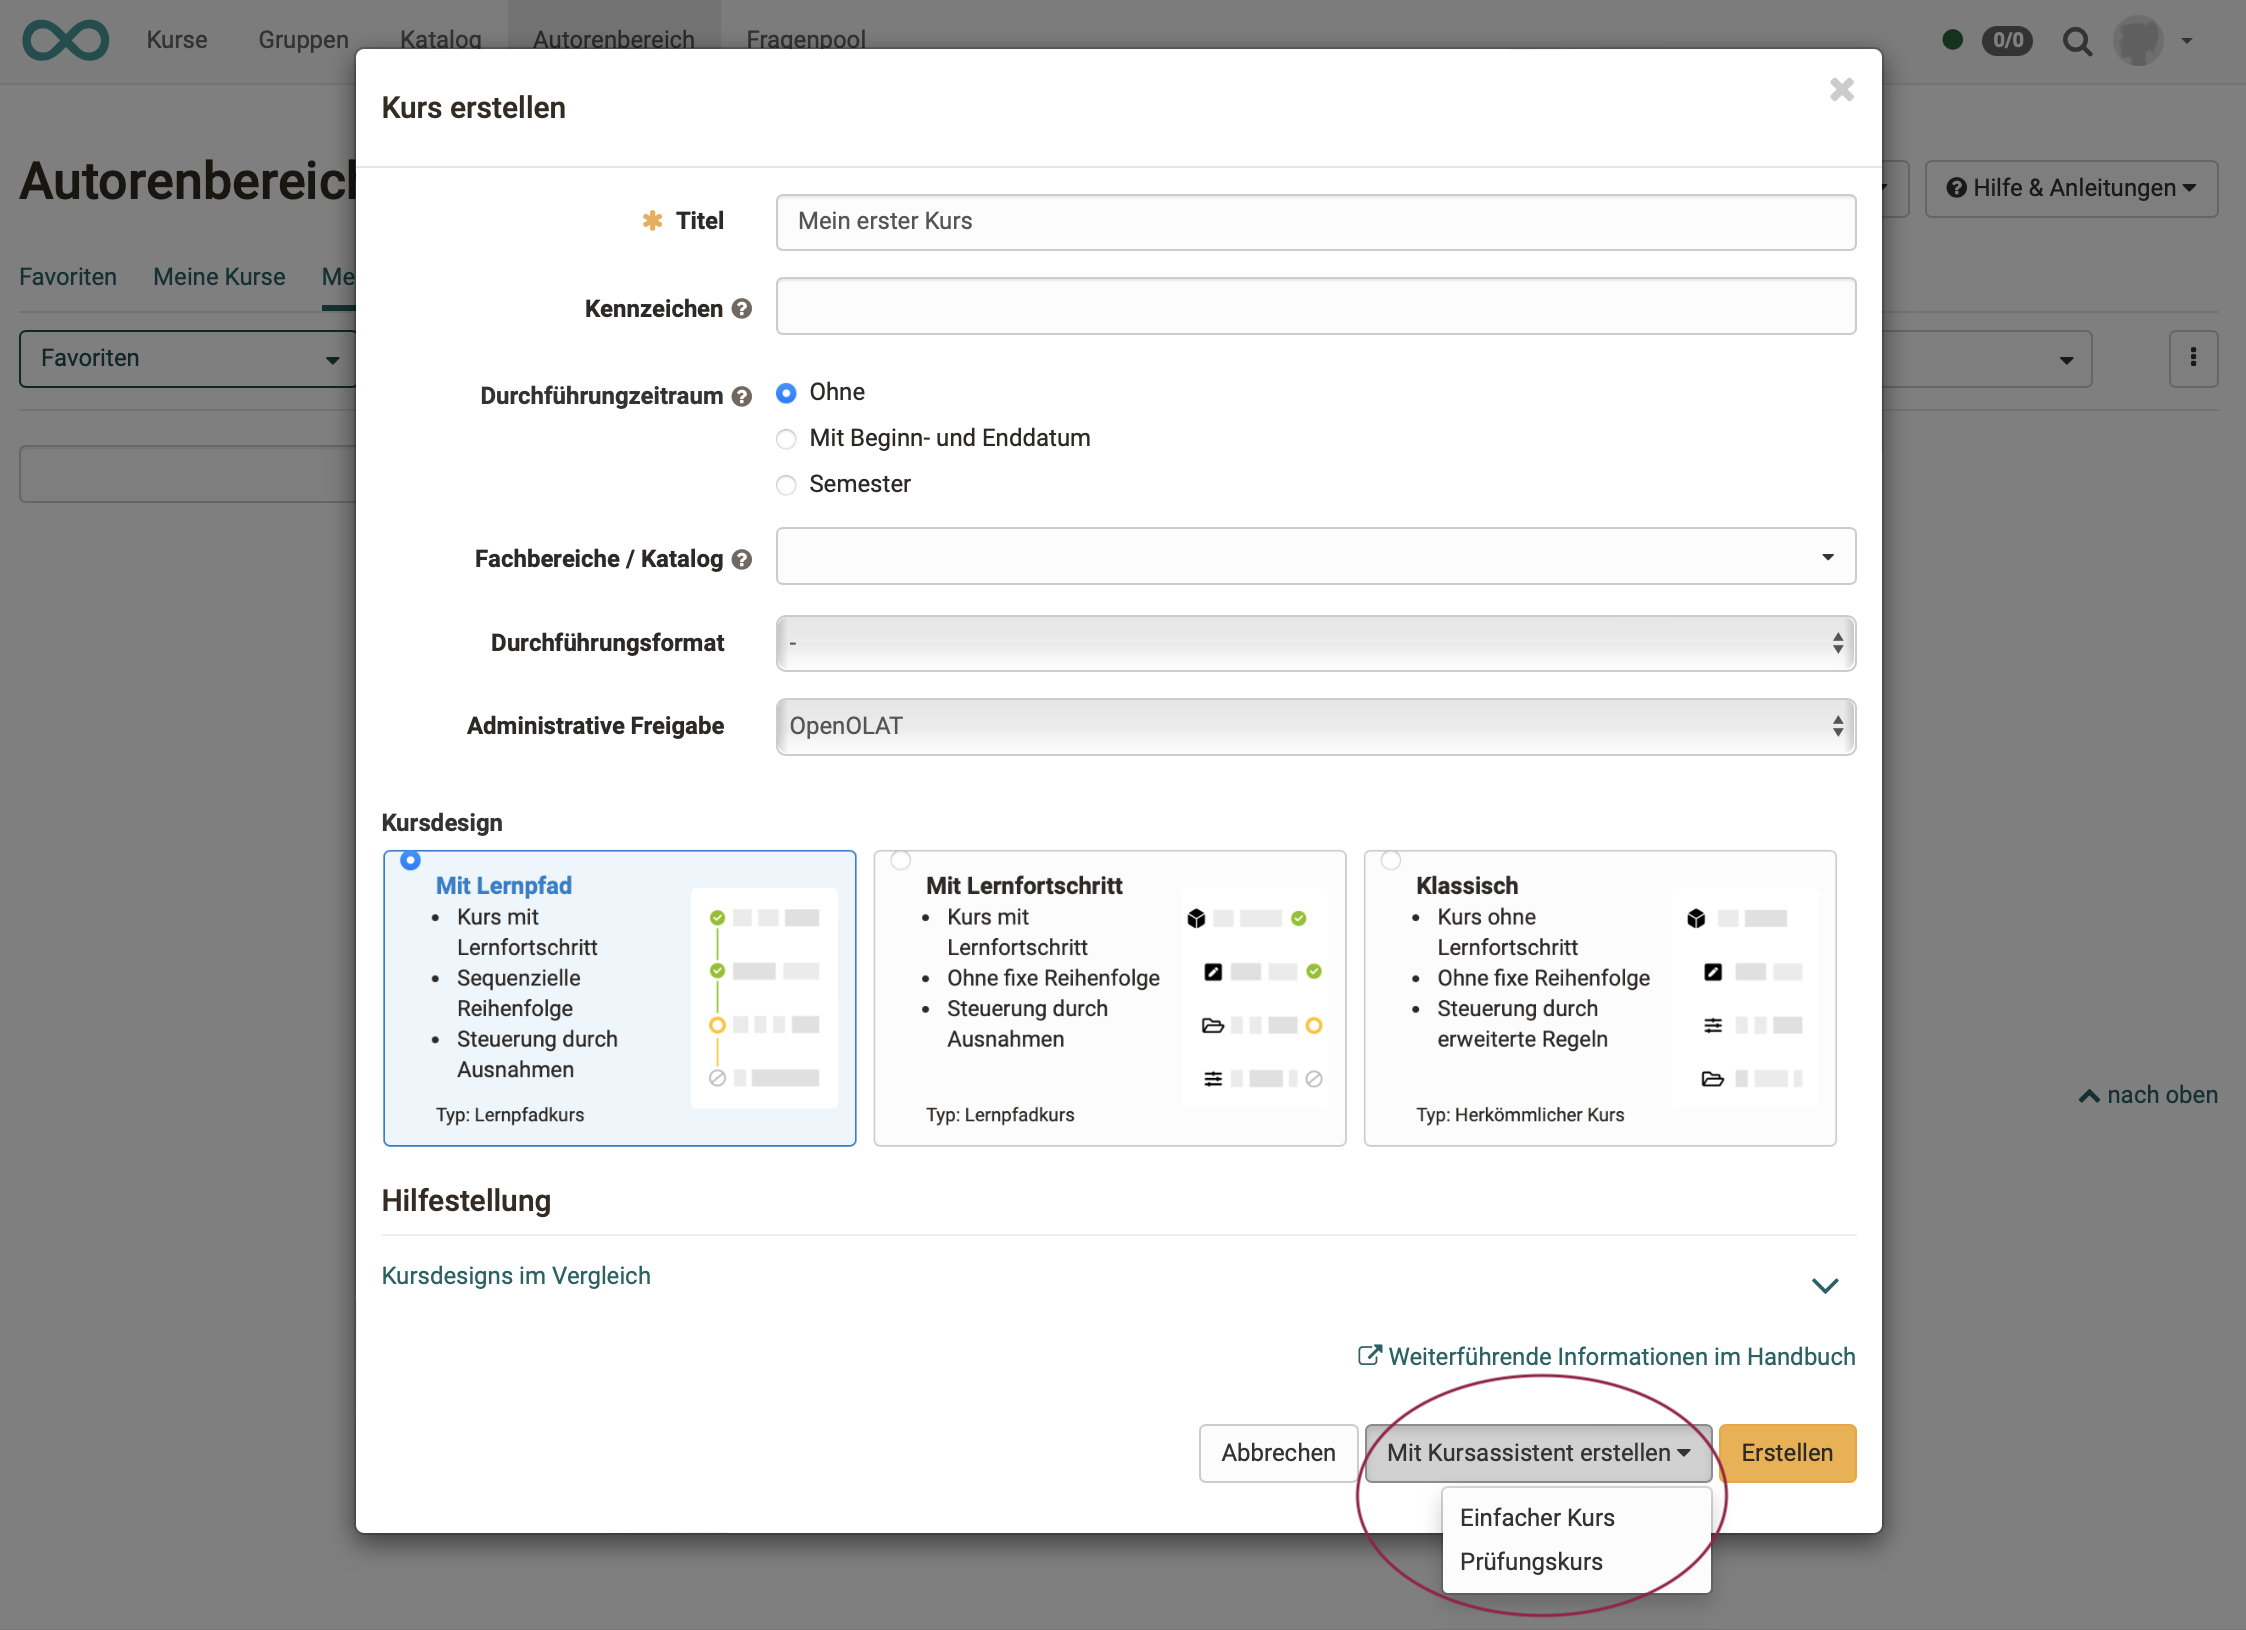 Kurse Gruppen Katalog Autorenbereich Fragenpool 0/0
Kurs erstellen
Autorenbereich
Hilfe & Anleitungen
Titel Mein erster Kurs
Favoriten Meine Kurse Me
Kennzeichen
Favoriten
Durchführungzeitraum Ohne
Mit Beginn- und Enddatum
Semester
Fachbereiche / Katalog
Durchführungsformat -
Administrative Freigabe OpenOLAT
Kursdesign
Mit Lernpfad
• Kurs mit
Lernfortschritt
• Sequenzielle
Reihenfolge
• Steuerung durch
Ausnahmen
Typ: Lernpfadkurs
Mit Lernfortschritt
• Kurs mit
Lernfortschritt
• Ohne fixe Reihenfolge
• Steuerung durch
Ausnahmen
Typ: Lernpfadkurs
Klassisch
• Kurs ohne
Lernfortschritt
• Ohne fixe Reihenfolge
• Steuerung durch
erweiterte Regeln
Typ: Herkömmlicher Kurs
nach oben
Hilfestellung
Kursdesigns im Vergleich
Weiterführende Informationen im Handbuch
Abbrechen Mit Kursassistent erstellen Erstellen
Einfacher Kurs
Prüfungskurs